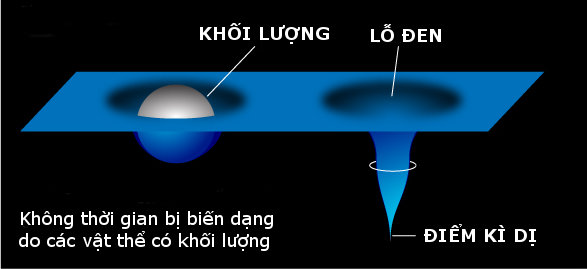 KHỐI LƯỢNG
LỖ ĐEN
Không thời gian bị biến dạng
do các vật thể có khối lượng
ĐIỂM KÌ DỊ